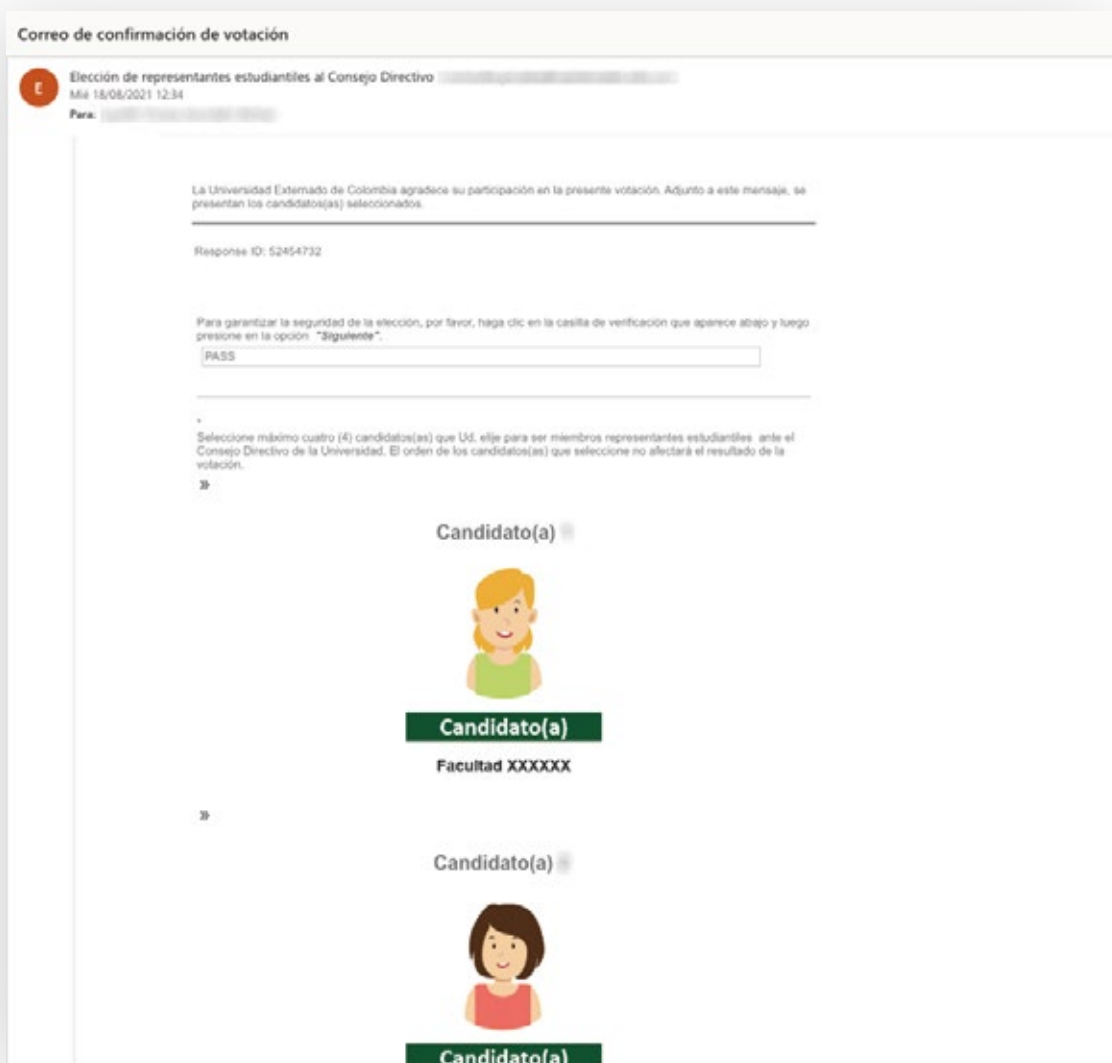 Correo de confirmación de votación
E
Elección de representantes estudiantiles al Consejo Directivo
Mié 18/08/2021 12:34
Para:
La Universidad Externado de Colombia agradece su participación en la presente votación. Adjunto a este mensaje, se
presentan los candidatos(as) seleccionados.
Response ID: 52454732
Para garantizar la seguridad de la elección, por favor, haga clic en la casilla de verificación que aparece abajo y luego
presione en la opción "Siguiente".
PASS
Seleccione máximo cuatro (4) candidatos(as) que Ud. elije para ser miembros representantes estudiantiles ante el
Consejo Directivo de la Universidad. El orden de los candidatos(as) que seleccione no afectará el resultado de la
votación.
»
Candidato(a)
Candidato(a)
Facultad XXXXXX
»
Candidato(a)
Candidato(a)